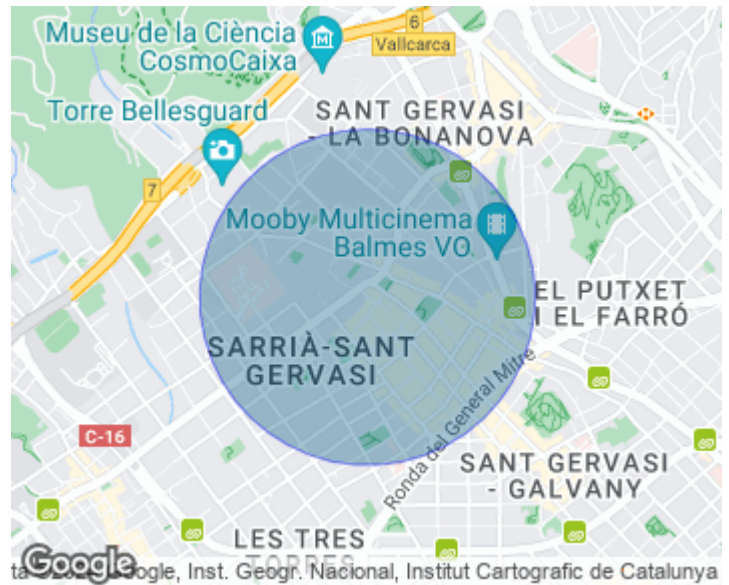 Museu de la Ciència
CosmoCaixa
6
Vallcarca
Torre Bellesguard
SANT GERVASI
- LA BONANOVA
7
Mooby Multicinema
Balmes VO
EL PUTXET
I EL FARRÓ
SARRIÀ-SANT
GERVASI
Ronda del General Mitre
C-16
SANT GERVASI
- GALVANY
LES TRES
TORRES
Google
ogle, Inst. Geogr. Nacional, Institut Cartografic de Catalunya